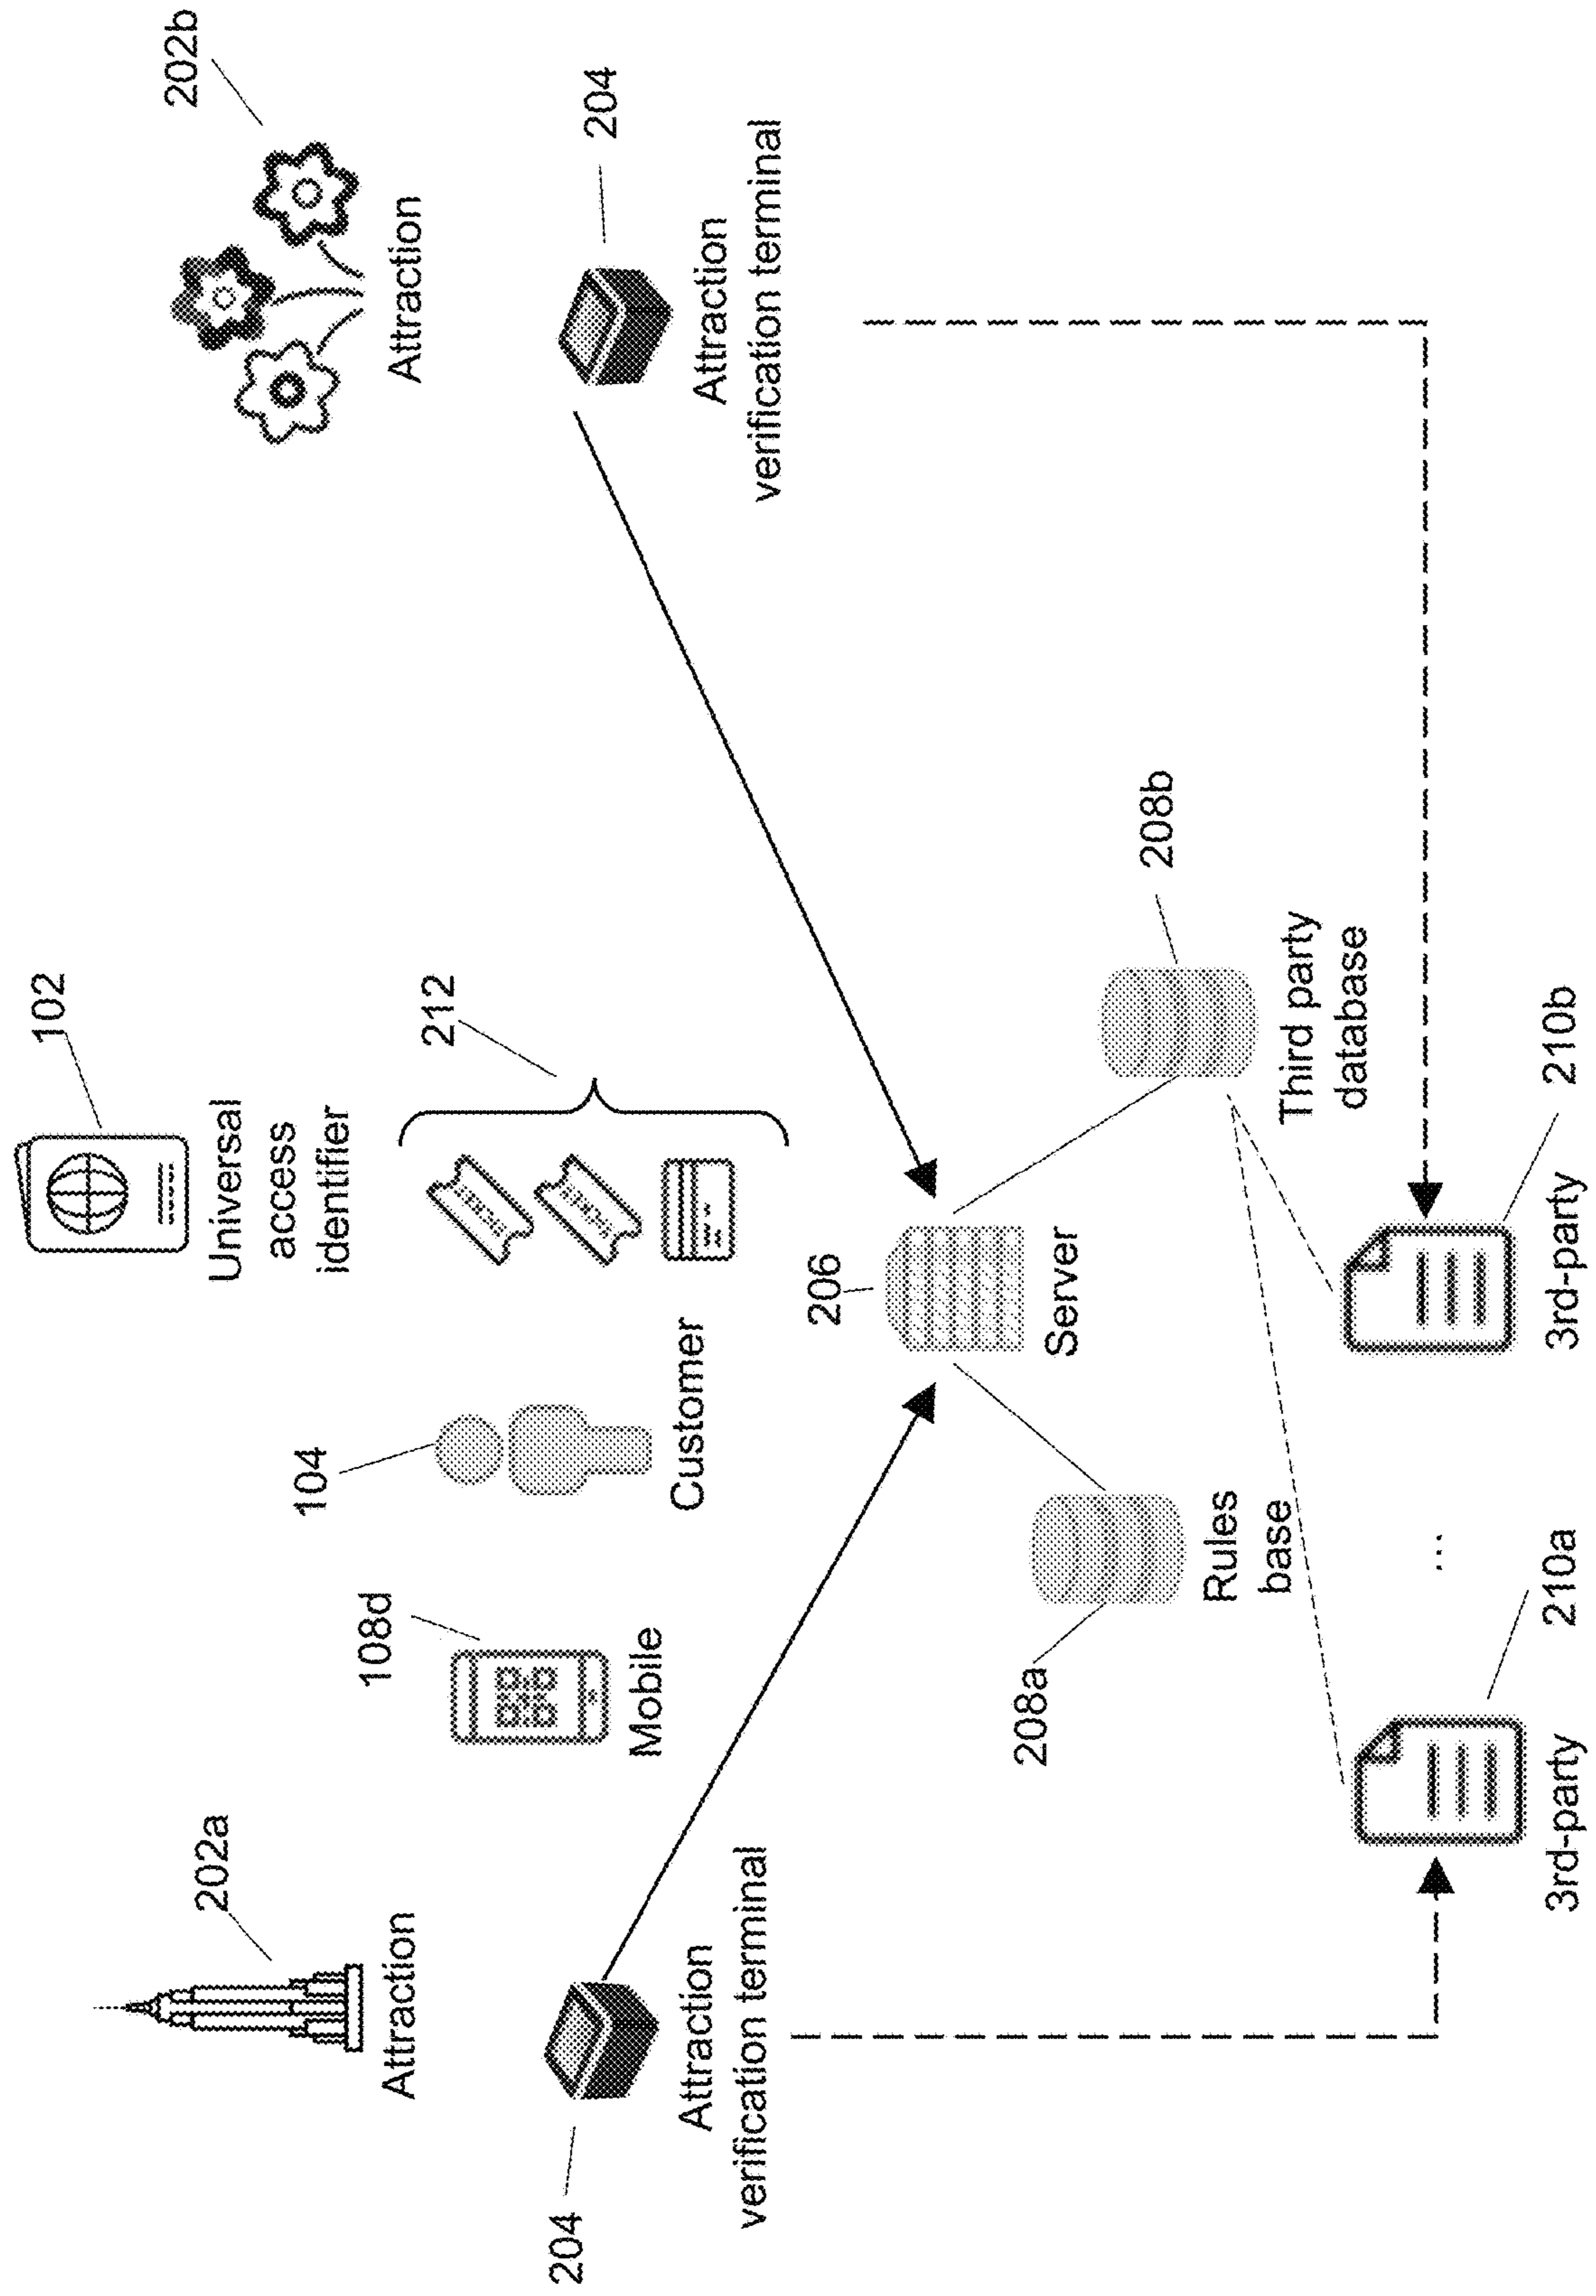 102
Universal
access
identifier
202a
Attraction
108d
Mobile
104
Customer
212
202b
Attraction
204
Attraction
verification terminal
204
Attraction
verification terminal
206
Server
208a
Rules
base
208b
Third party
database
...
3rd-party
210a
3rd-party
210b